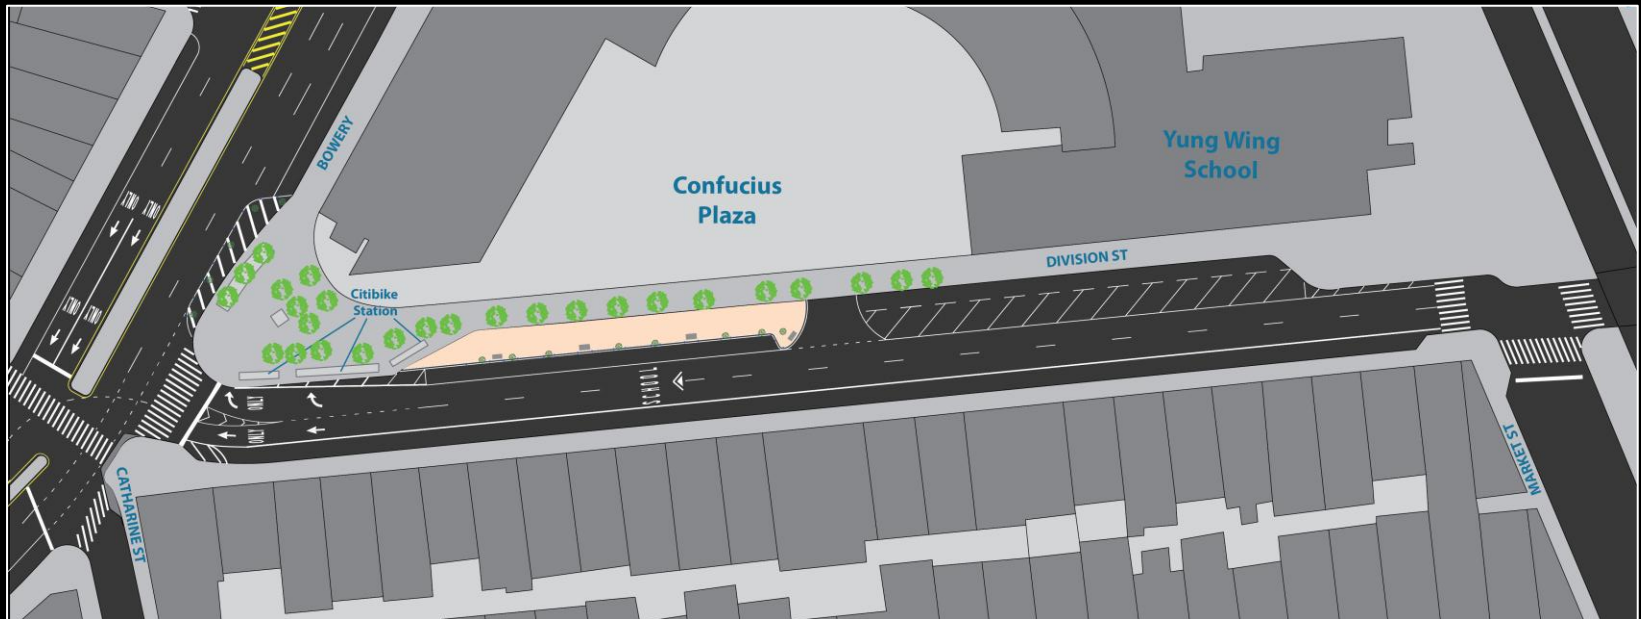 BOWERY
Confucius
Plaza
Yung Wing
School
DIVISION ST
Citibike
Station
ONLY
ONLY
ONLY
ONLY
ONLY
ONLY
CATHARINE ST
MARKET ST